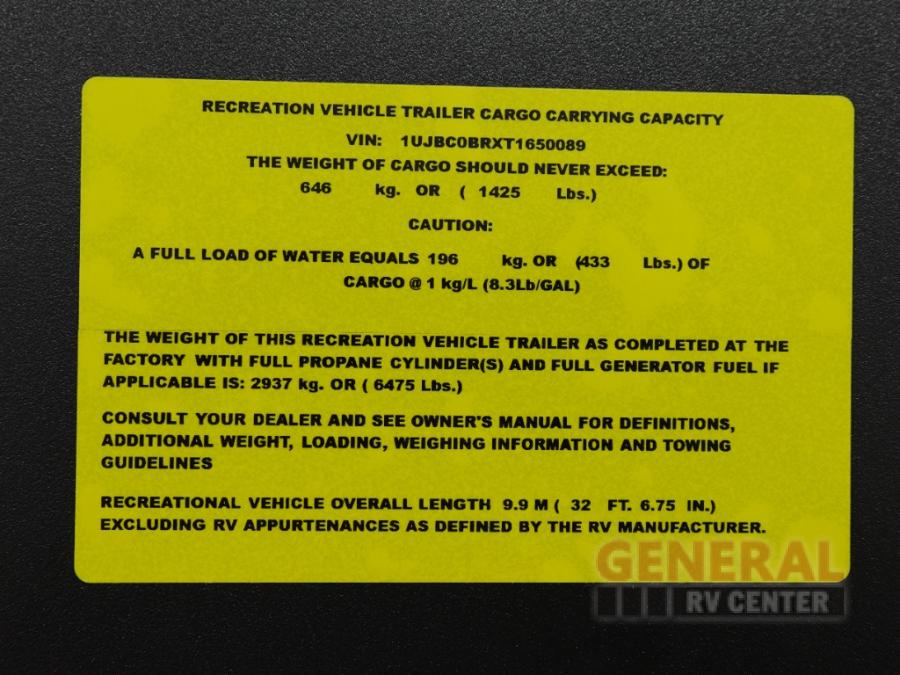 RECREATION VEHICLE TRAILER CARGO CARRYING CAPACITY
VIN: 1UJBC0BRXT1650089
THE WEIGHT OF CARGO SHOULD NEVER EXCEED:
646 kg. OR ( 1425 Lbs.)
CAUTION:
A FULL LOAD OF WATER EQUALS 196 kg. OR (433 Lbs.) OF
CARGO @ 1 kg/L (8.3Lb/GAL)
THE WEIGHT OF THIS RECREATION VEHICLE TRAILER AS COMPLETED AT THE
FACTORY WITH FULL PROPANE CYLINDER(S) AND FULL GENERATOR FUEL IF
APPLICABLE IS: 2937 kg. OR ( 6475 Lbs.)
CONSULT YOUR DEALER AND SEE OWNER'S MANUAL FOR DEFINITIONS,
ADDITIONAL WEIGHT, LOADING, WEIGHING INFORMATION AND TOWING
GUIDELINES
RECREATIONAL VEHICLE OVERALL LENGTH 9.9 M ( 32 FT. 6.75 IN.)
EXCLUDING RV APPURTENANCES AS DEFINED BY THE RV MANUFACTURER.
GENERAL
RV CENTER